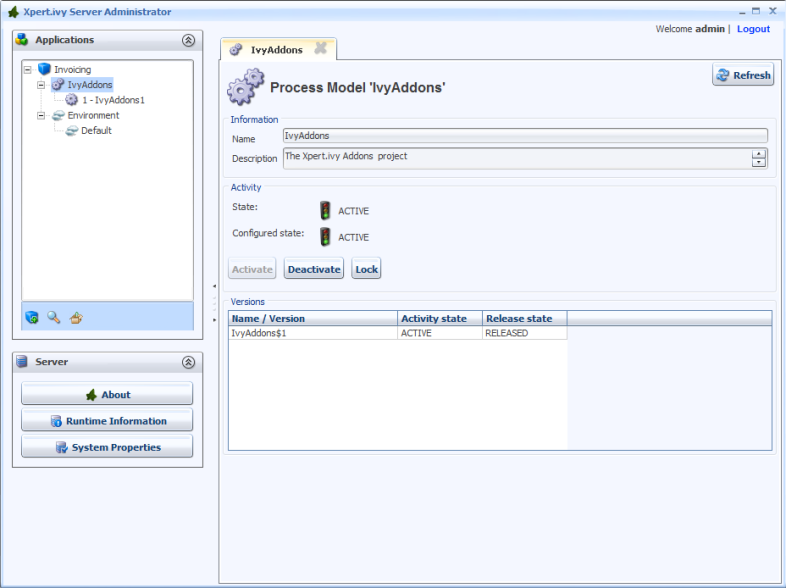 Xpert.ivy Server Administrator
Welcome admin | Logout
Applications
Invoicing
IvyAddons
1 - IvyAddons1
Environment
Default
Server
About
Runtime Information
System Properties
IvyAddons
Process Model 'IvyAddons'
Refresh
Information
Name IvyAddons
Description The Xpert.ivy Addons project
Activity
State: ACTIVE
Configured state: ACTIVE
Activate Deactivate Lock
Versions
Name / Version Activity state Release state
IvyAddons$1 ACTIVE RELEASED